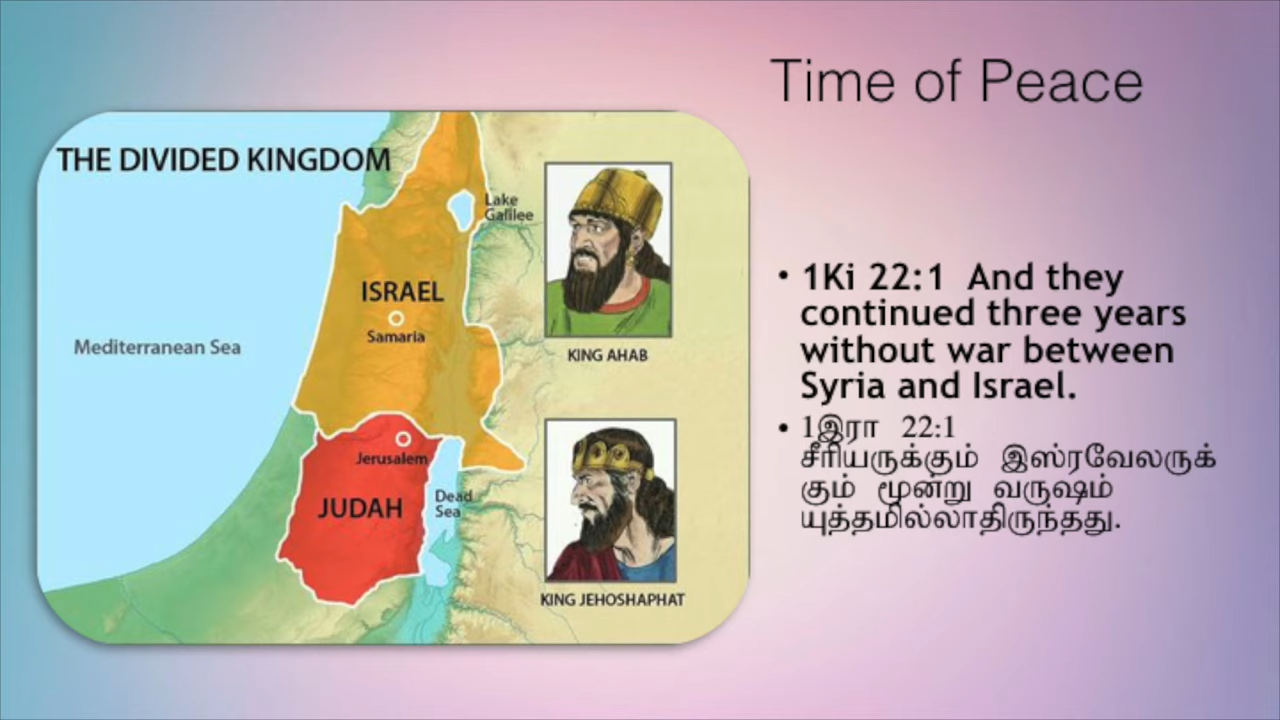 Time of Peace
THE DIVIDED KINGDOM
Lake
Galilee
ISRAEL
Samaria
Mediterranean Sea
KING AHAB
Jerusalem
JUDAH
Dead
Sea
KING JEHOSHAPHAT
• 1Ki 22:1 And they
continued three years
without war between
Syria and Israel.
• 1இரா 22:1
சீரியருக்கும் இஸ்ரவேலருக்
கும் மூன்று வருஷம்
யுத்தமில்லாதிருந்தது.